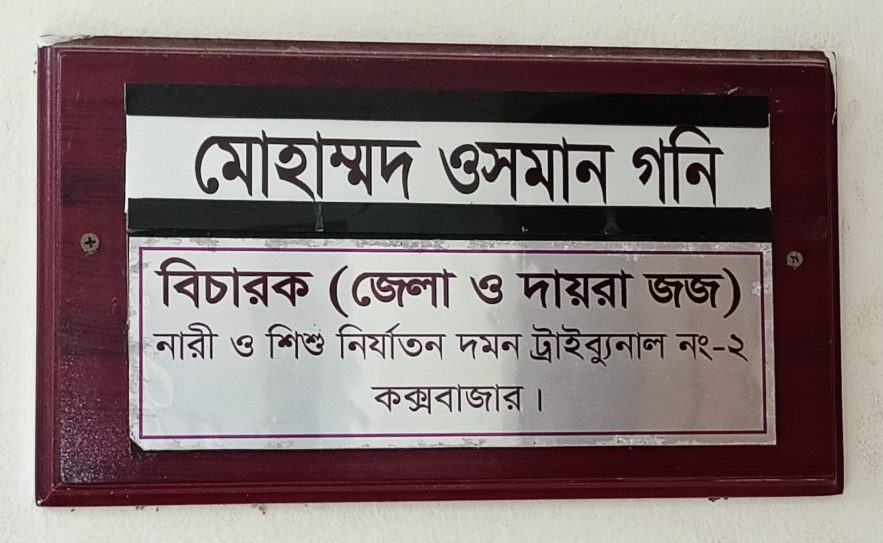 মোহাম্মদ ওসমান গনি
বিচারক (জেলা ও দায়রা জজ)
নারী ও শিশু নির্যাতন দমন ট্রাইব্যুনাল নং-২
কক্সবাজার।